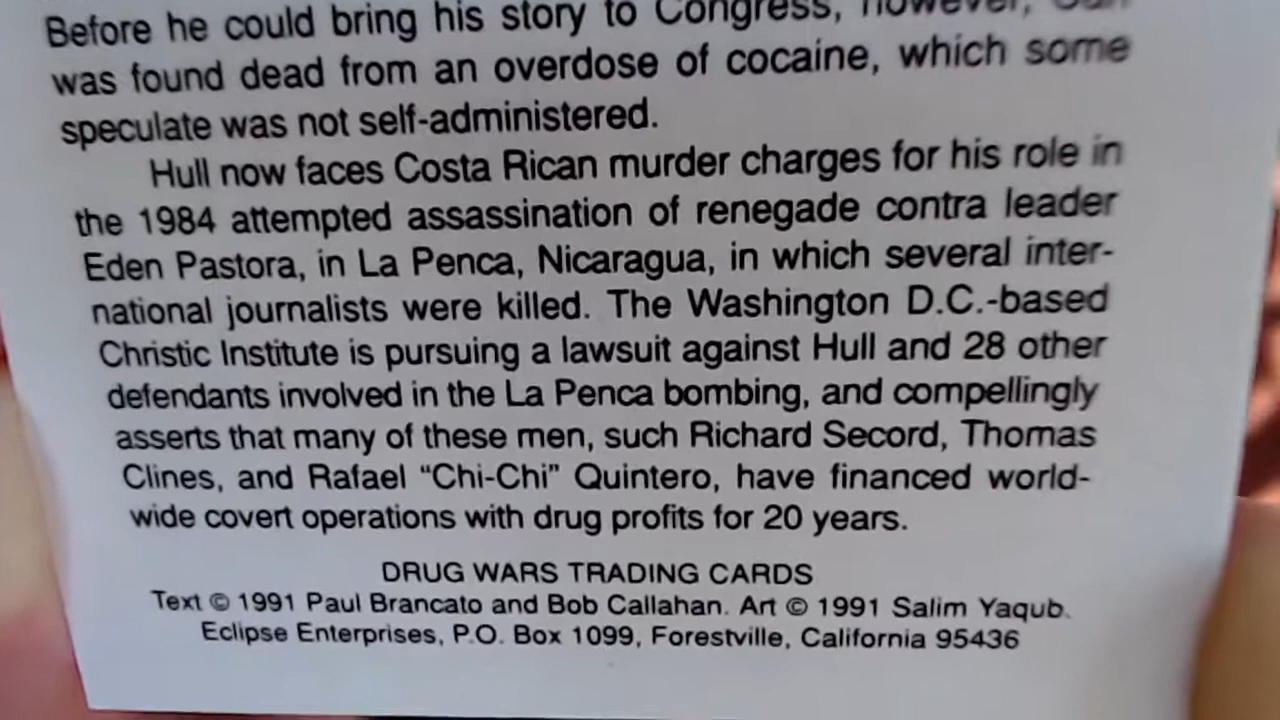 Before he could bring his story to Congress, however,
was found dead from an overdose of cocaine, which some
speculate was not self-administered.
Hull now faces Costa Rican murder charges for his role in
the 1984 attempted assassination of renegade contra leader
Eden Pastora, in La Penca, Nicaragua, in which several inter-
national journalists were killed. The Washington D.C.-based
Christic Institute is pursuing a lawsuit against Hull and 28 other
defendants involved in the La Penca bombing, and compellingly
asserts that many of these men, such Richard Secord, Thomas
Clines, and Rafael “Chi-Chi” Quintero, have financed world-
wide covert operations with drug profits for 20 years.
DRUG WARS TRADING CARDS
Text © 1991 Paul Brancato and Bob Callahan. Art © 1991 Salim Yaqub.
Eclipse Enterprises, P.O. Box 1099, Forestville, California 95436